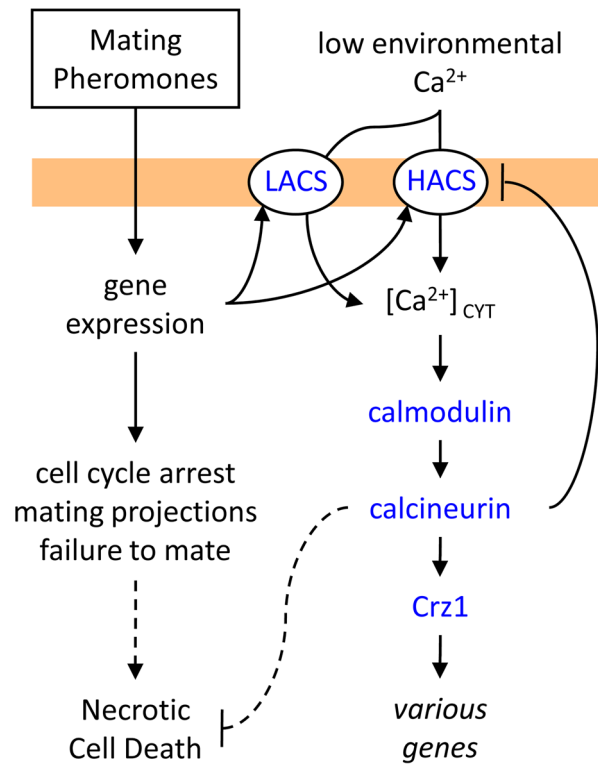 Mating
Pheromones
low environmental
Ca²⁺
LACS
HACS
gene
expression
[Ca²⁺] CYT
calmodulin
cell cycle arrest
mating projections
failure to mate
calcineurin
Crz1
Necrotic
Cell Death
various
genes